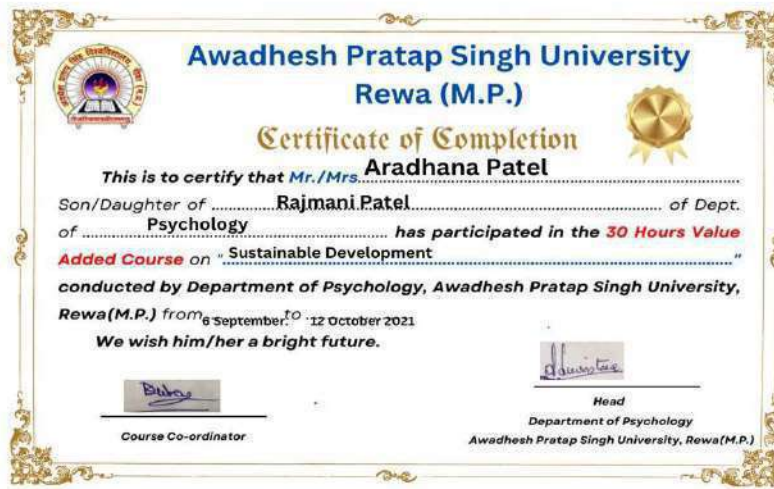 Awadhesh Pratap Singh University
Rewa (M.P.)
Certificate of Completion
This is to certify that Mr./Mrs. Aradhana Patel
Son/Daughter of Rajmani Patel of Dept.
of Psychology has participated in the 30 Hours Value
Added Course on " Sustainable Development "
conducted by Department of Psychology, Awadhesh Pratap Singh University,
Rewa(M.P.) from 6 September. to 12 October 2021
We wish him/her a bright future.
Course Co-ordinator
Head
Department of Psychology
Awadhesh Pratap Singh University, Rewa(M.P.)